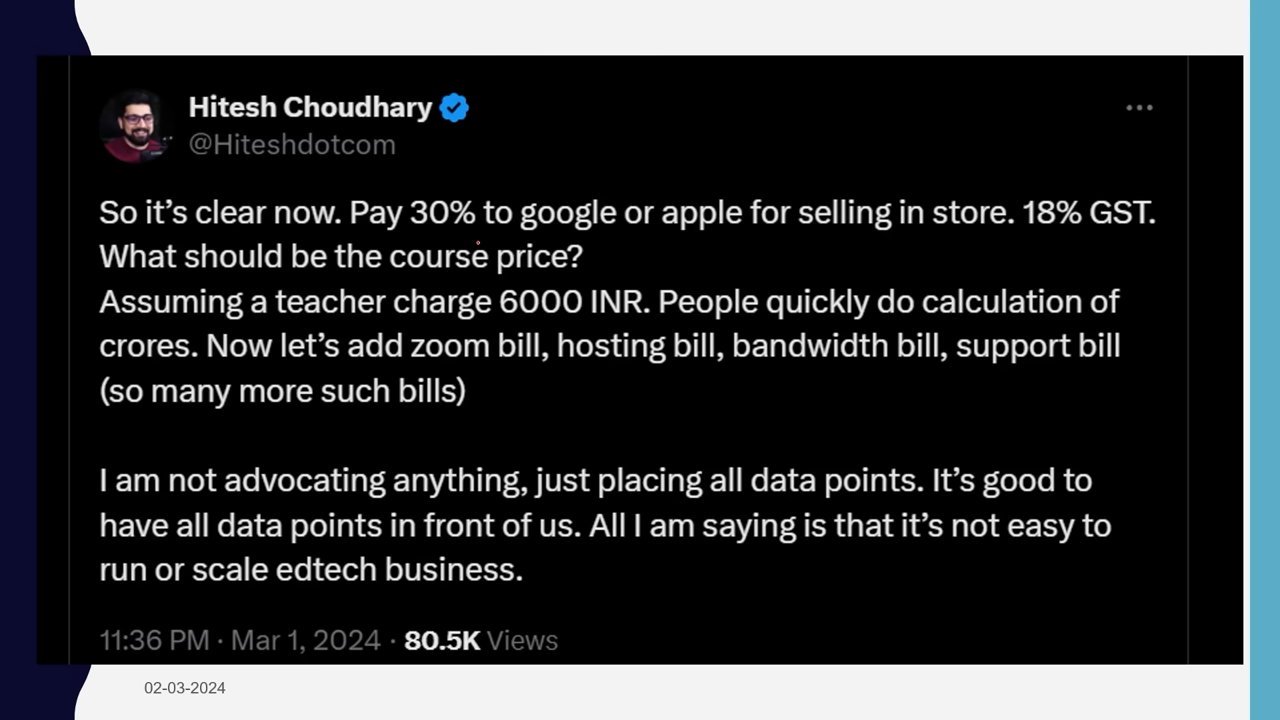 Hitesh Choudhary
@Hiteshdotcom
So it’s clear now. Pay 30% to google or apple for selling in store. 18% GST.
What should be the course price?
Assuming a teacher charge 6000 INR. People quickly do calculation of
crores. Now let’s add zoom bill, hosting bill, bandwidth bill, support bill
(so many more such bills)
I am not advocating anything, just placing all data points. It’s good to
have all data points in front of us. All I am saying is that it’s not easy to
run or scale edtech business.
11:36 PM · Mar 1, 2024 · 80.5K Views
02-03-2024